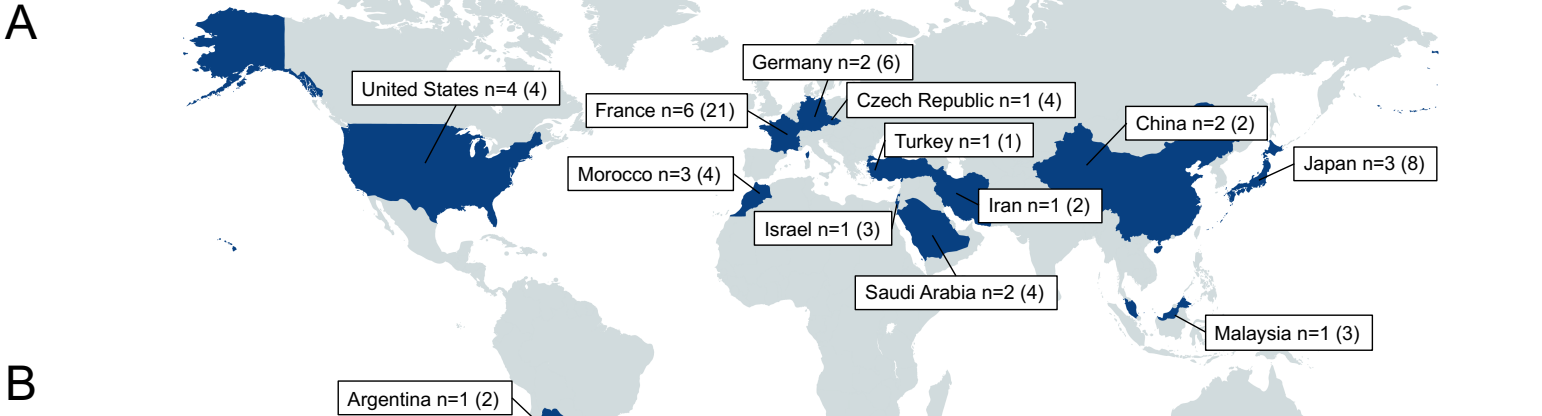 A
Germany n=2 (6)
United States n=4 (4)
Czech Republic n=1 (4)
France n=6 (21)
China n=2 (2)
Turkey n=1 (1)
Japan n=3 (8)
Morocco n=3 (4)
Iran n=1 (2)
Israel n=1 (3)
Saudi Arabia n=2 (4)
Malaysia n=1 (3)
B
Argentina n=1 (2)